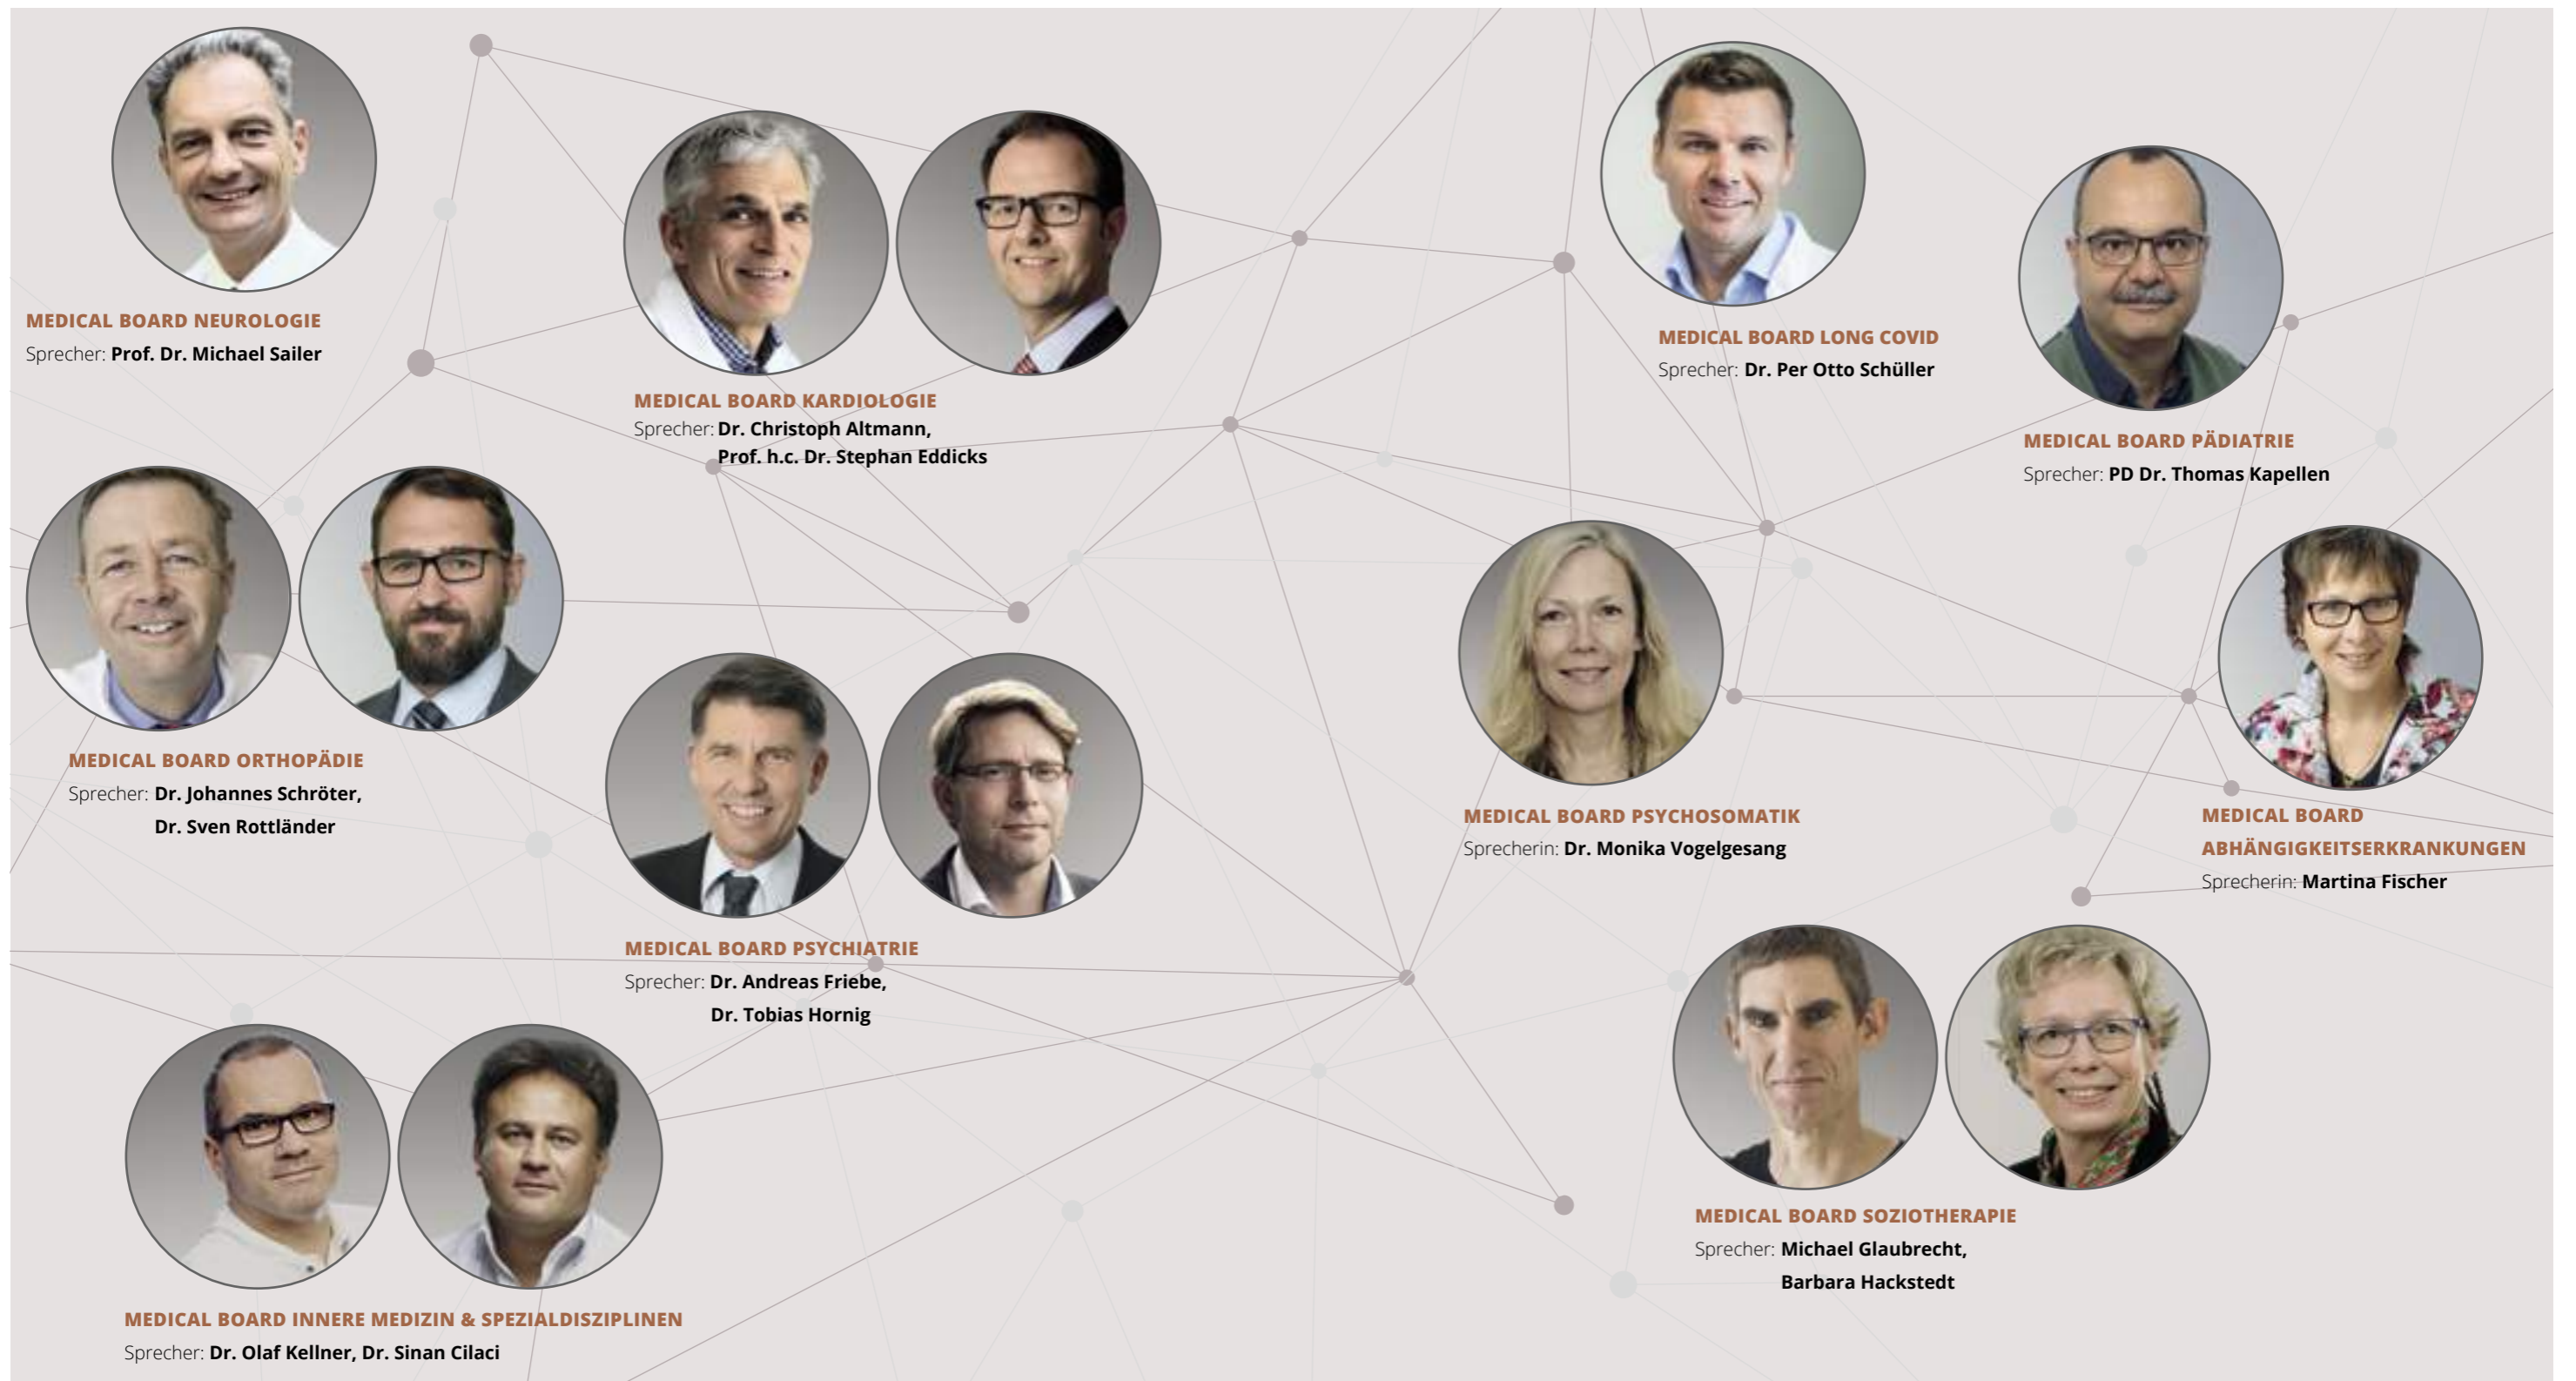 MEDICAL BOARD NEUROLOGIE
Sprecher: Prof. Dr. Michael Sailer
MEDICAL BOARD KARDIOLOGIE
Sprecher: Dr. Christoph Altmann,
Prof. h.c. Dr. Stephan Eddicks
MEDICAL BOARD LONG COVID
Sprecher: Dr. Per Otto Schüller
MEDICAL BOARD PÄDIATRIE
Sprecher: PD Dr. Thomas Kapellen
MEDICAL BOARD ORTHOPÄDIE
Sprecher: Dr. Johannes Schröter,
Dr. Sven Rottländer
MEDICAL BOARD PSYCHIATRIE
Sprecher: Dr. Andreas Friebe,
Dr. Tobias Hornig
MEDICAL BOARD PSYCHOSOMATIK
Sprecherin: Dr. Monika Vogelgesang
MEDICAL BOARD
ABHÄNGIGKEITSERKRANKUNGEN
Sprecherin: Martina Fischer
MEDICAL BOARD INNERE MEDIZIN & SPEZIALDISZIPLINEN
Sprecher: Dr. Olaf Kellner, Dr. Sinan Cilaci
MEDICAL BOARD SOZIOTHERAPIE
Sprecher: Michael Glaubrecht,
Barbara Hackstedt